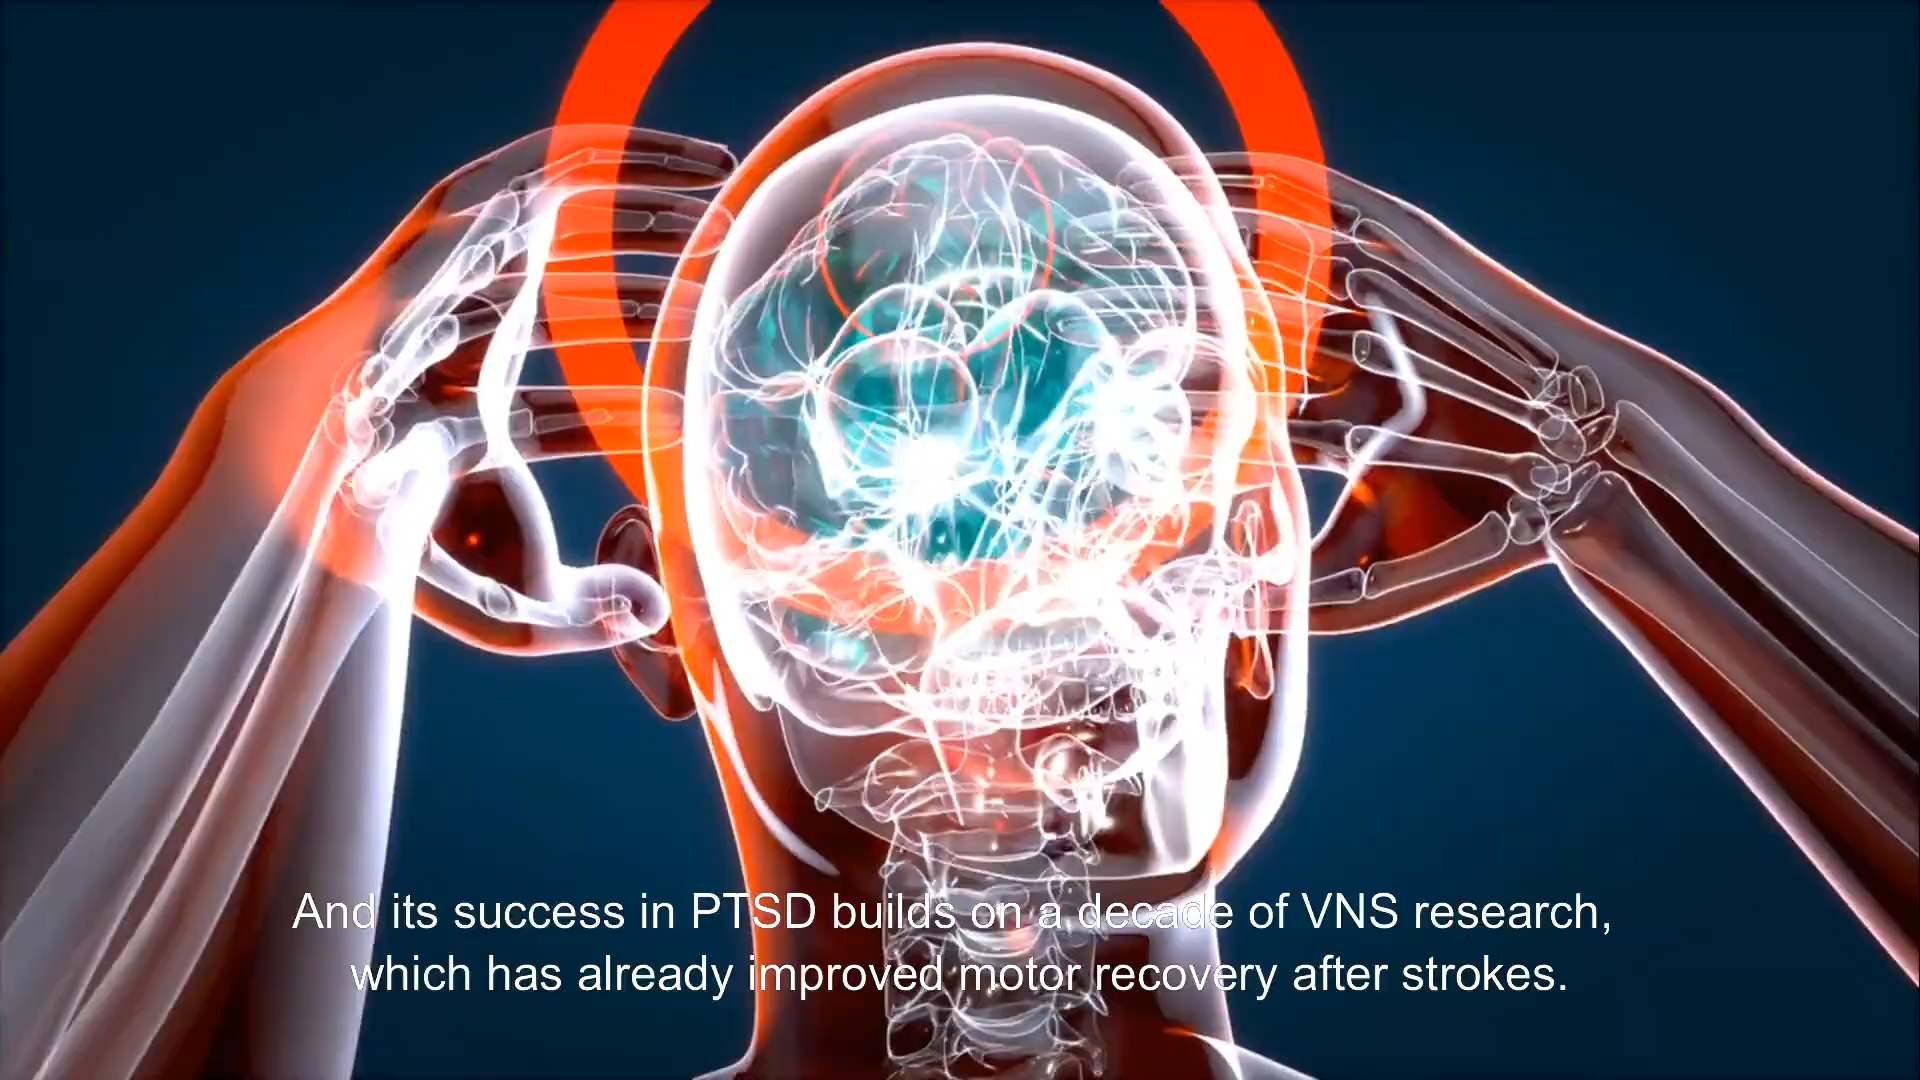 And its success in PTSD builds on a decade of VNS research,
which has already improved motor recovery after strokes.